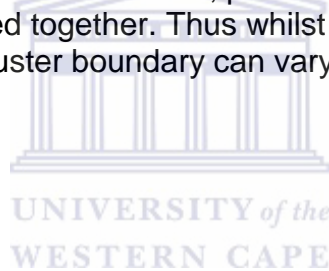 ed together. Thus whilst
uster boundary can vary
UNIVERSITY of the
WESTERN CAPE